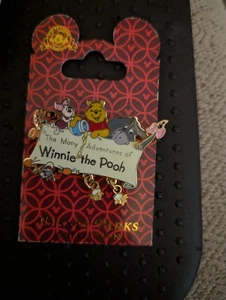 The Many Adventures of
Winnie the Pooh